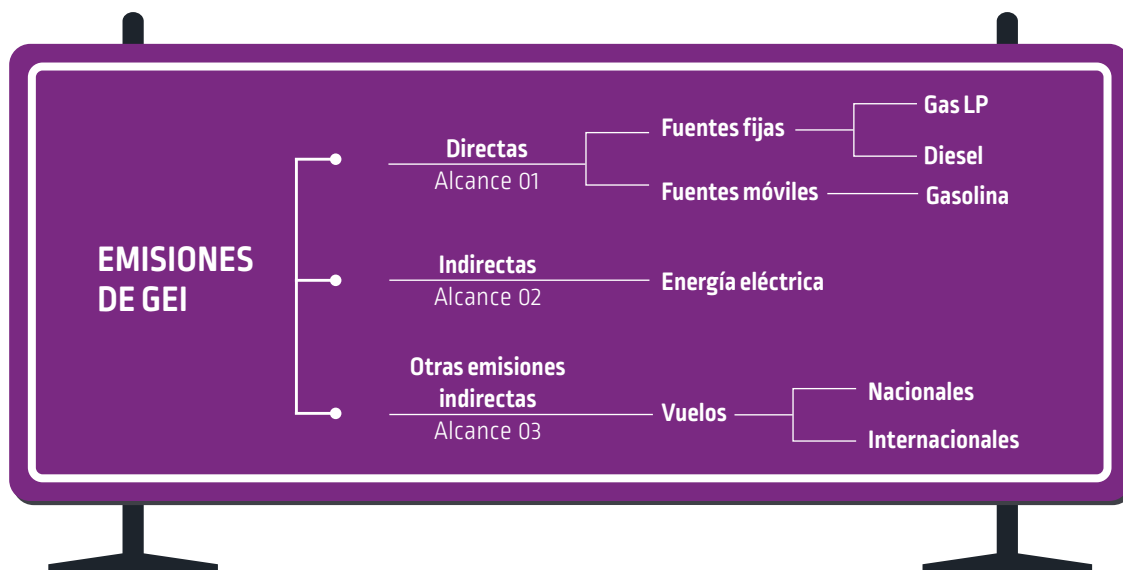 EMISIONES
DE GEI
Directas
Alcance 01
Fuentes fijas
Gas LP
Diesel
Fuentes móviles
Gasolina
Indirectas
Alcance 02
Energía eléctrica
Otras emisiones
indirectas
Alcance 03
Vuelos
Nacionales
Internacionales